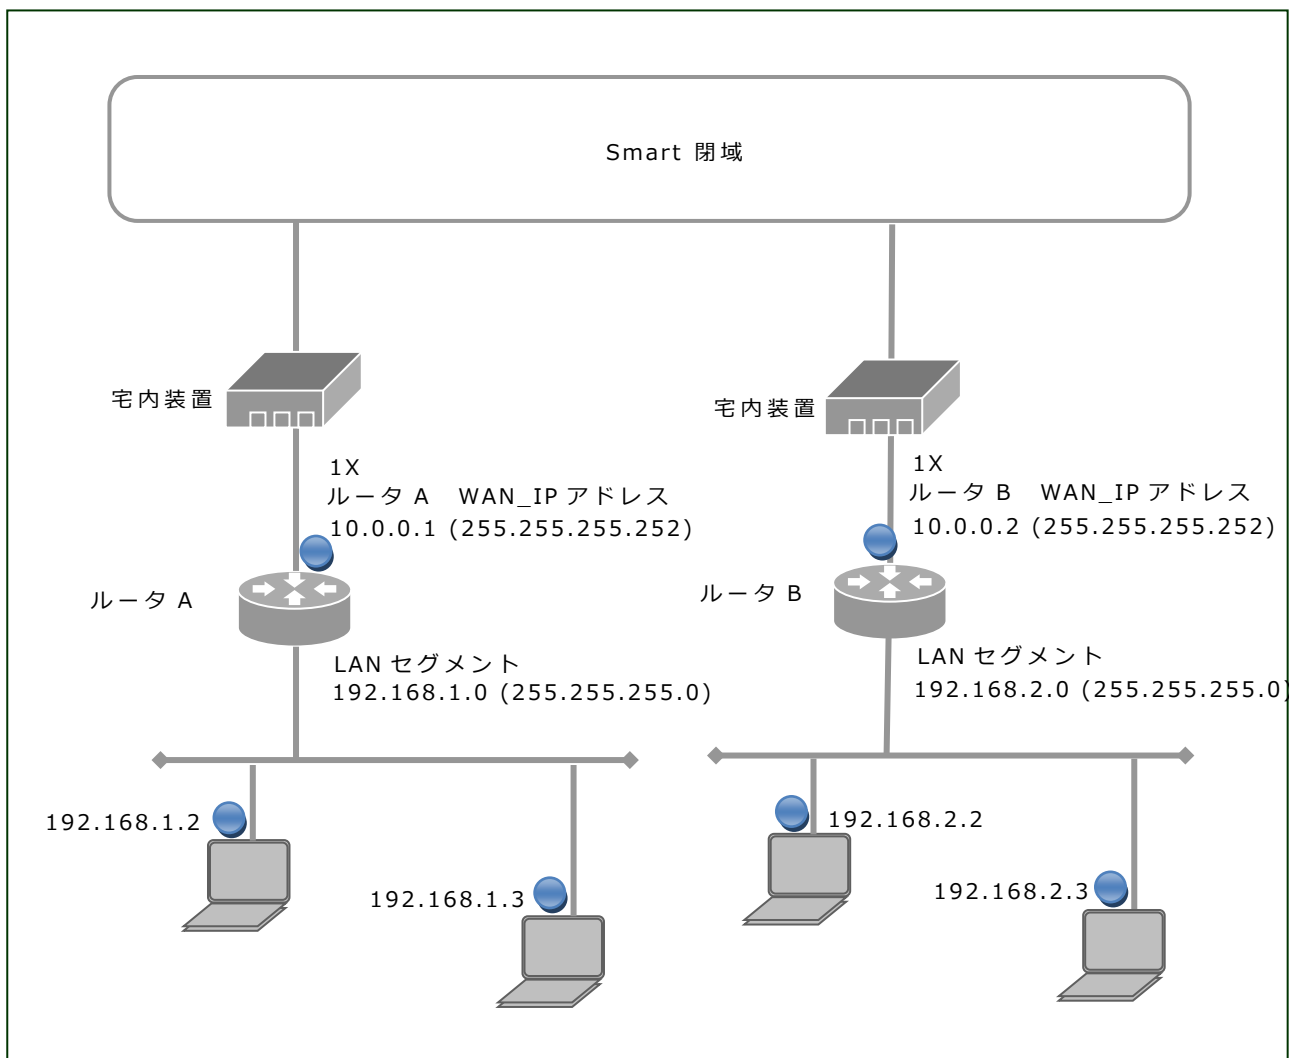 Smart 閉域
宅内装置
宅内装置
1X
ルータ A WAN_IP アドレス
10.0.0.1 (255.255.255.252)
1X
ルータ B WAN_IP アドレス
10.0.0.2 (255.255.255.252)
ルータ A
ルータ B
LAN セグメント
192.168.1.0 (255.255.255.0)
LAN セグメント
192.168.2.0 (255.255.255.0)
192.168.1.2
192.168.1.3
192.168.2.2
192.168.2.3